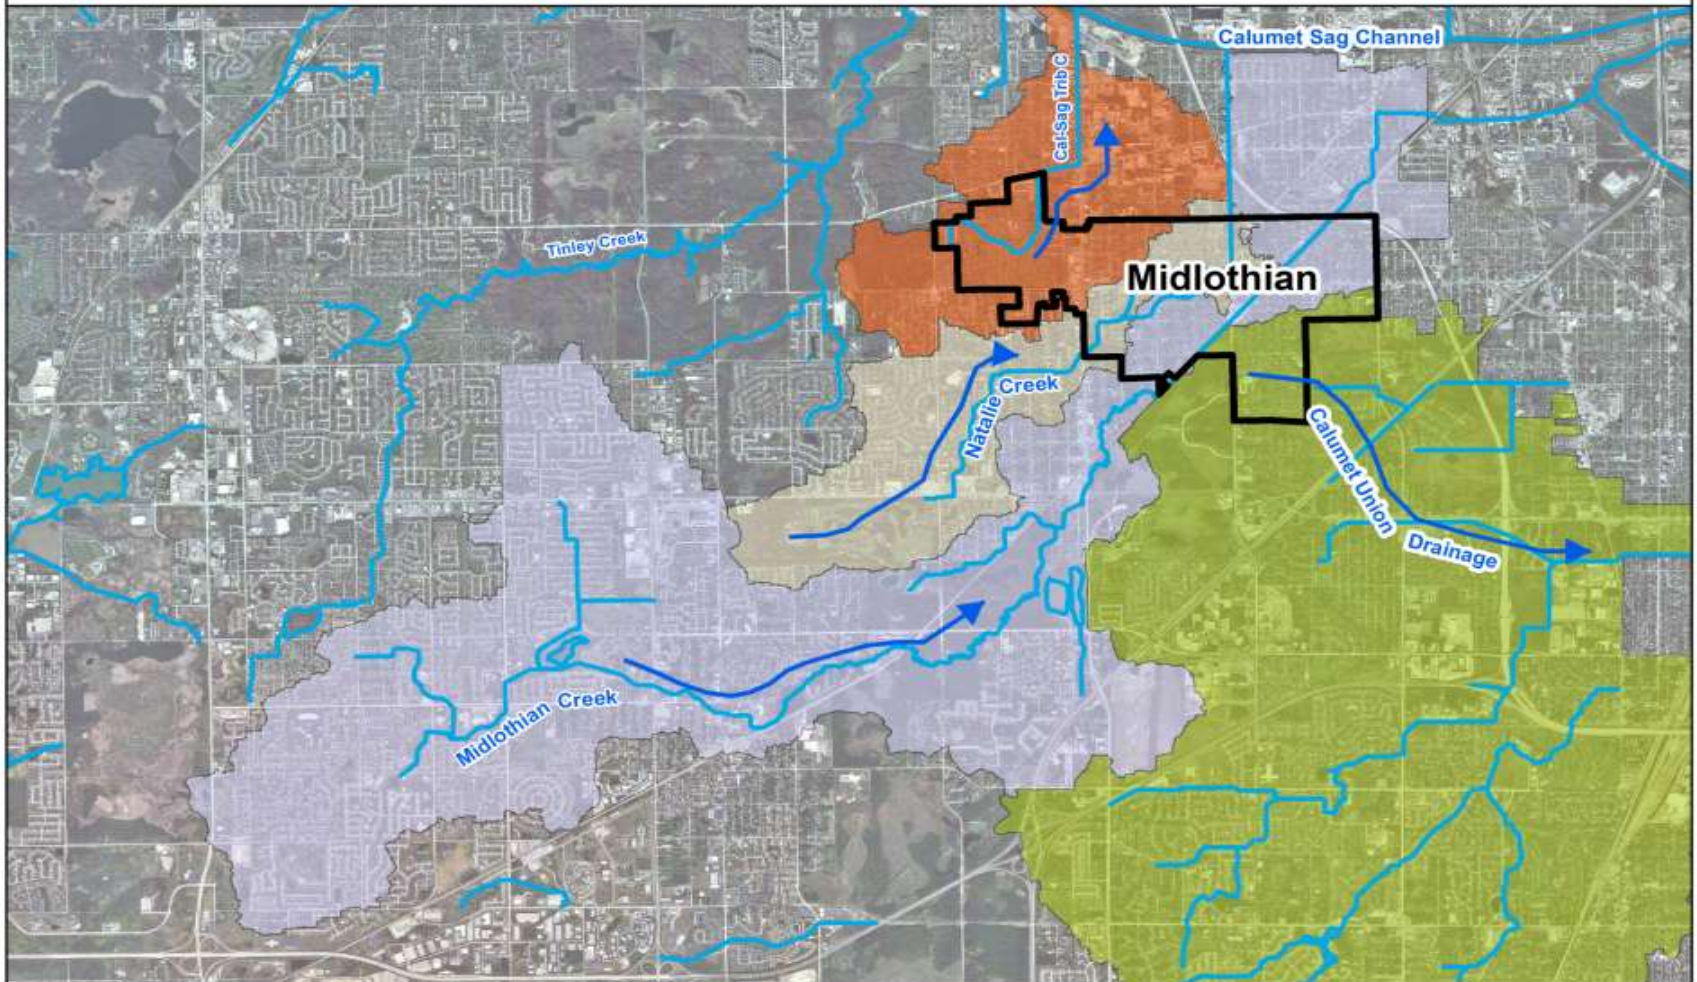 Calumet Sag Channel
Cal-Sag Trib C
Tinley Creek
Midlothian
Natalie Creek
Calumet Union Drainage
Midlothian Creek